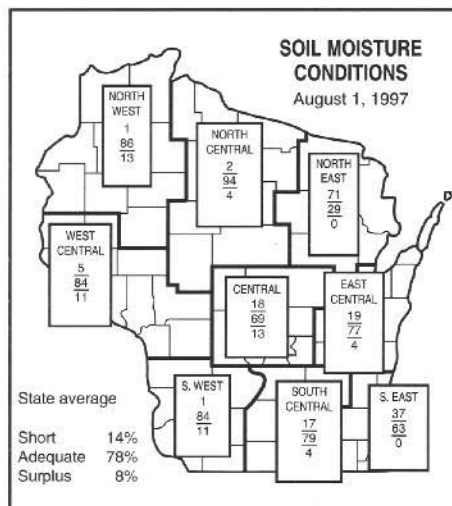 SOIL MOISTURE
CONDITIONS
August 1, 1997
NORTH
WEST
1
86
13
NORTH
CENTRAL
2
94
4
NORTH
EAST
71
29
0
WEST
CENTRAL
5
84
11
CENTRAL
18
69
13
EAST
CENTRAL
19
77
4
S. WEST
1
84
11
SOUTH
CENTRAL
17
79
4
S. EAST
37
63
0
State average
Short 14%
Adequate 78%
Surplus 8%